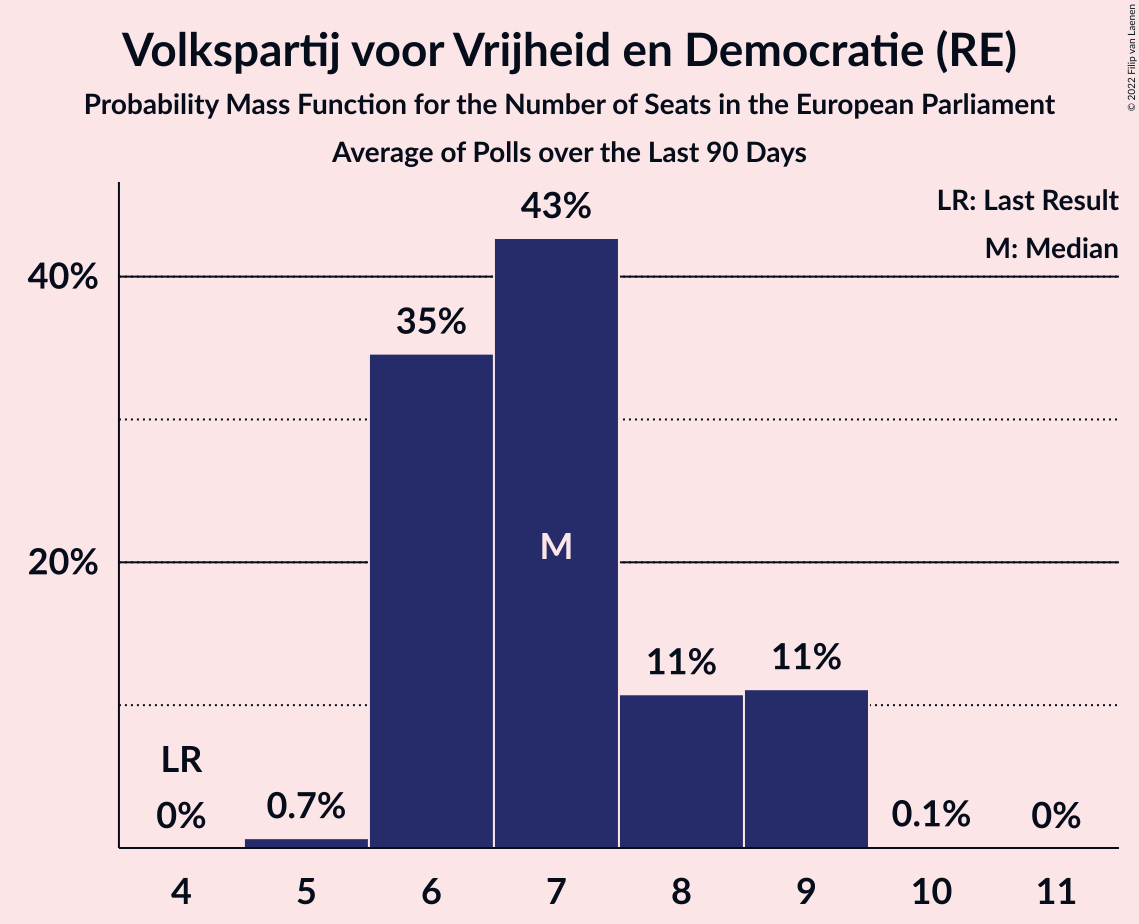 Volkspartij voor Vrijheid en Democratie (RE)
Probability Mass Function for the Number of Seats in the European Parliament
Average of Polls over the Last 90 Days
© 2022 Filip van Laenen
LR: Last Result
M: Median
43%
40%
35%
M
20%
11%
11%
LR
0%
0.7%
0.1%
0%
4 5 6 7 8 9 10 11